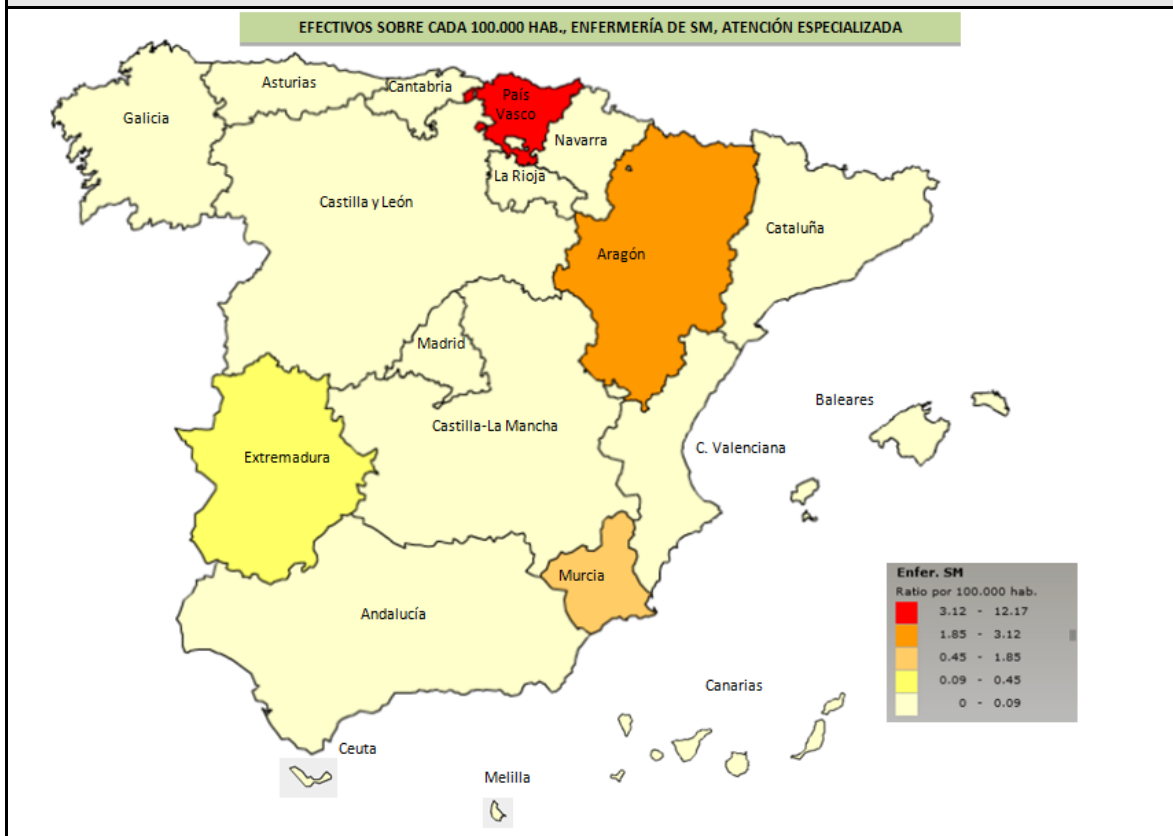 EFECTIVOS SOBRE CADA 100.000 HAB., ENFERMERÍA DE SM, ATENCIÓN ESPECIALIZADA
Asturias
Cantabria
País
Vasco
Galicia
Navarra
La Rioja
Castilla y León
Cataluña
Aragón
Madrid
Baleares
Castilla-La Mancha
C. Valenciana
Extremadura
Murcia
Andalucía
Enfer. SM
Ratio por 100.000 hab.
3.12 - 12.17
1.85 - 3.12
0.45 - 1.85
0.09 - 0.45
0 - 0.09
Canarias
Ceuta
Melilla